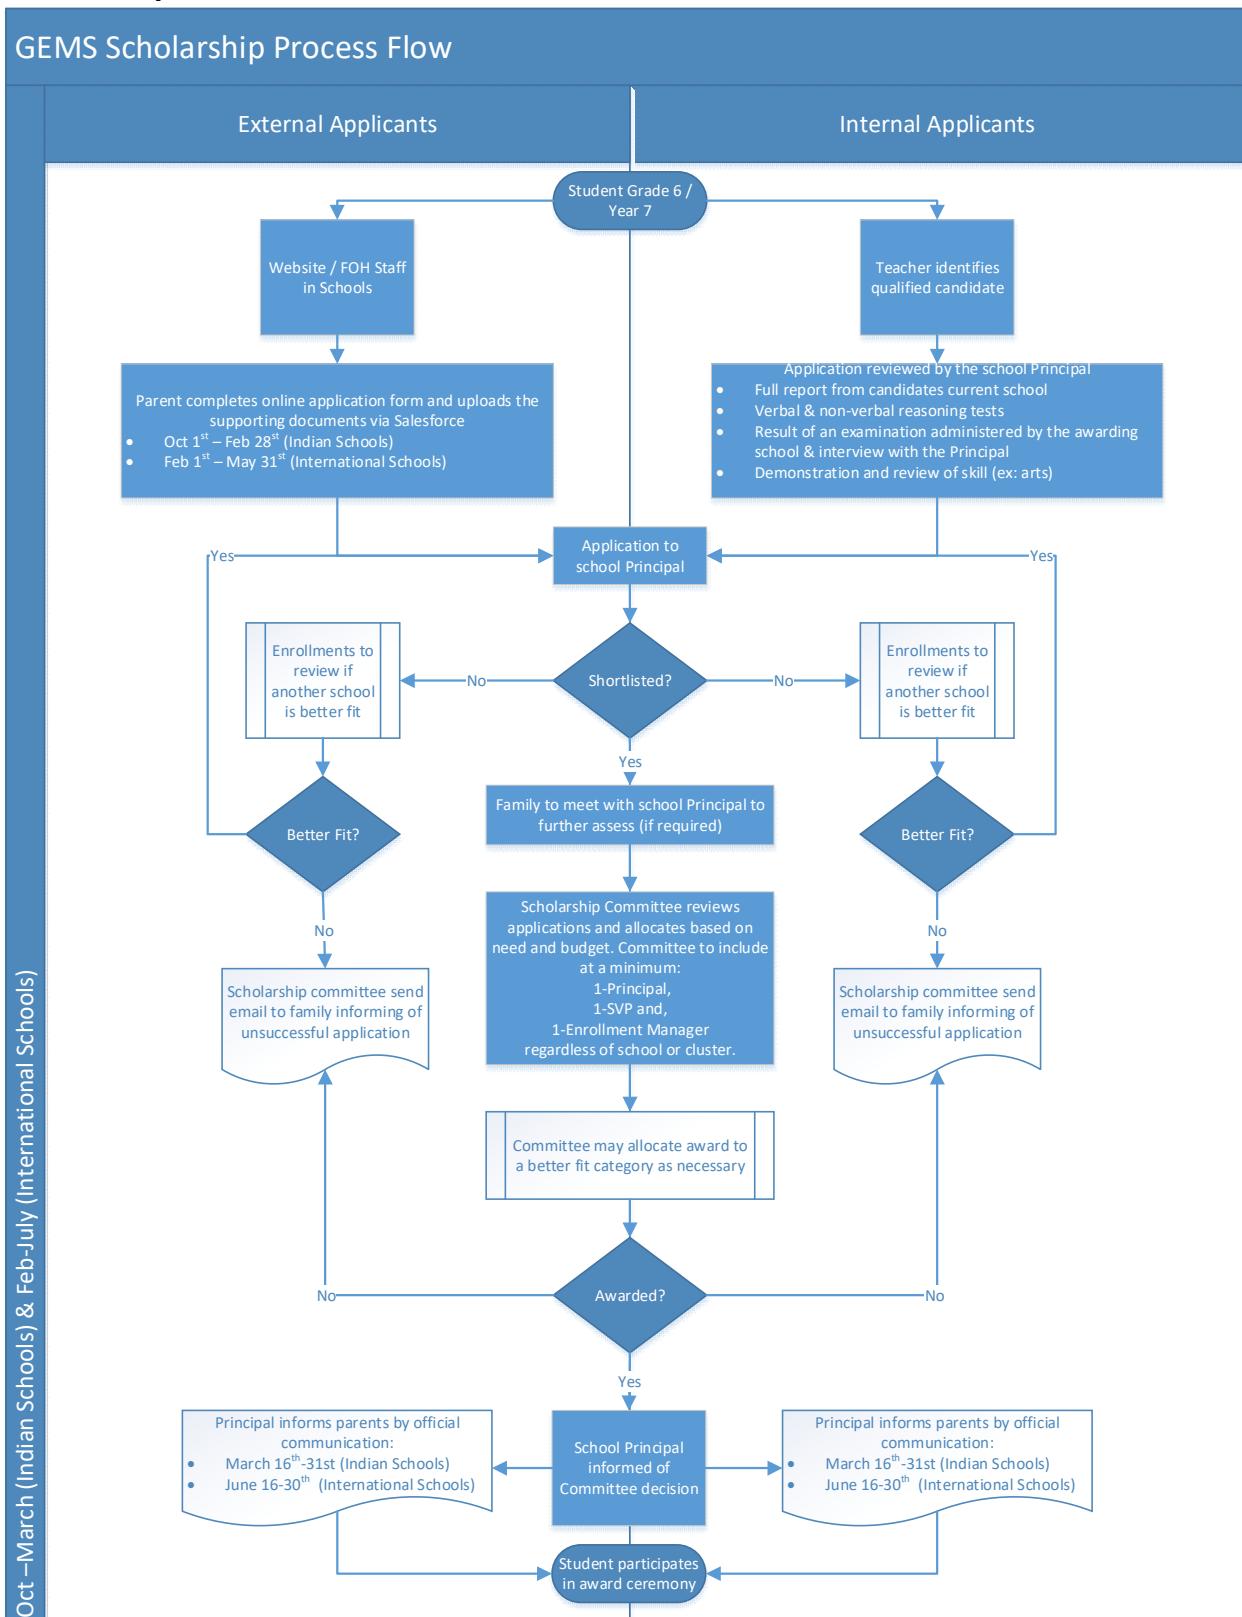 GEMS Scholarship Process Flow
External Applicants
Internal Applicants
Student Grade 6 /
Year 7
Website / FOH Staff
in Schools
Teacher identifies
qualified candidate
Parent completes online application form and uploads the
supporting documents via Salesforce
• Oct 1st – Feb 28st (Indian Schools)
• Feb 1st – May 31st (International Schools)
Application reviewed by the school Principal
• Full report from candidates current school
• Verbal & non-verbal reasoning tests
• Result of an examination administered by the awarding
school & interview with the Principal
• Demonstration and review of skill (ex: arts)
Yes
Application to
school Principal
Yes
Enrollments to
review if
another school
is better fit
No
Shortlisted?
No
Enrollments to
review if
another school
is better fit
Yes
Better Fit?
Family to meet with school Principal to
further assess (if required)
Better Fit?
No
Scholarship Committee reviews
applications and allocates based on
need and budget. Committee to include
at a minimum:
1-Principal,
1-SVP and,
1-Enrollment Manager
regardless of school or cluster.
No
Scholarship committee send
email to family informing of
unsuccessful application
Scholarship committee send
email to family informing of
unsuccessful application
Committee may allocate award to
a better fit category as necessary
No
Awarded?
No
Yes
Principal informs parents by official
communication:
• March 16th-31st (Indian Schools)
• June 16-30th (International Schools)
School Principal
informed of
Committee decision
Principal informs parents by official
communication:
• March 16th-31st (Indian Schools)
• June 16-30th (International Schools)
Student participates
in award ceremony
Oct –March (Indian Schools) & Feb-July (International Schools)